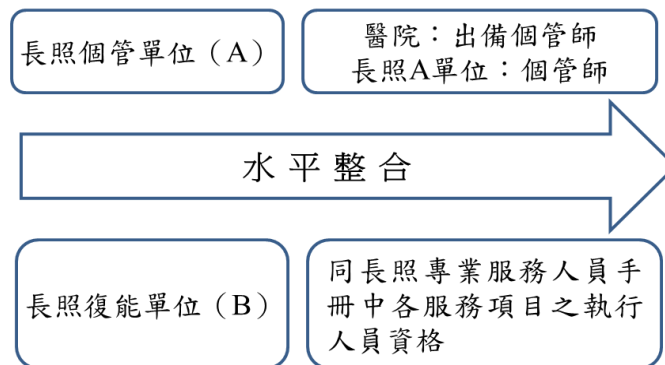 長照個管單位（A）
醫院：出備個管師
長照A單位：個管師
水平整合
長照復能單位（B）
同長照專業服務人員手
冊中各服務項目之執行
人員資格